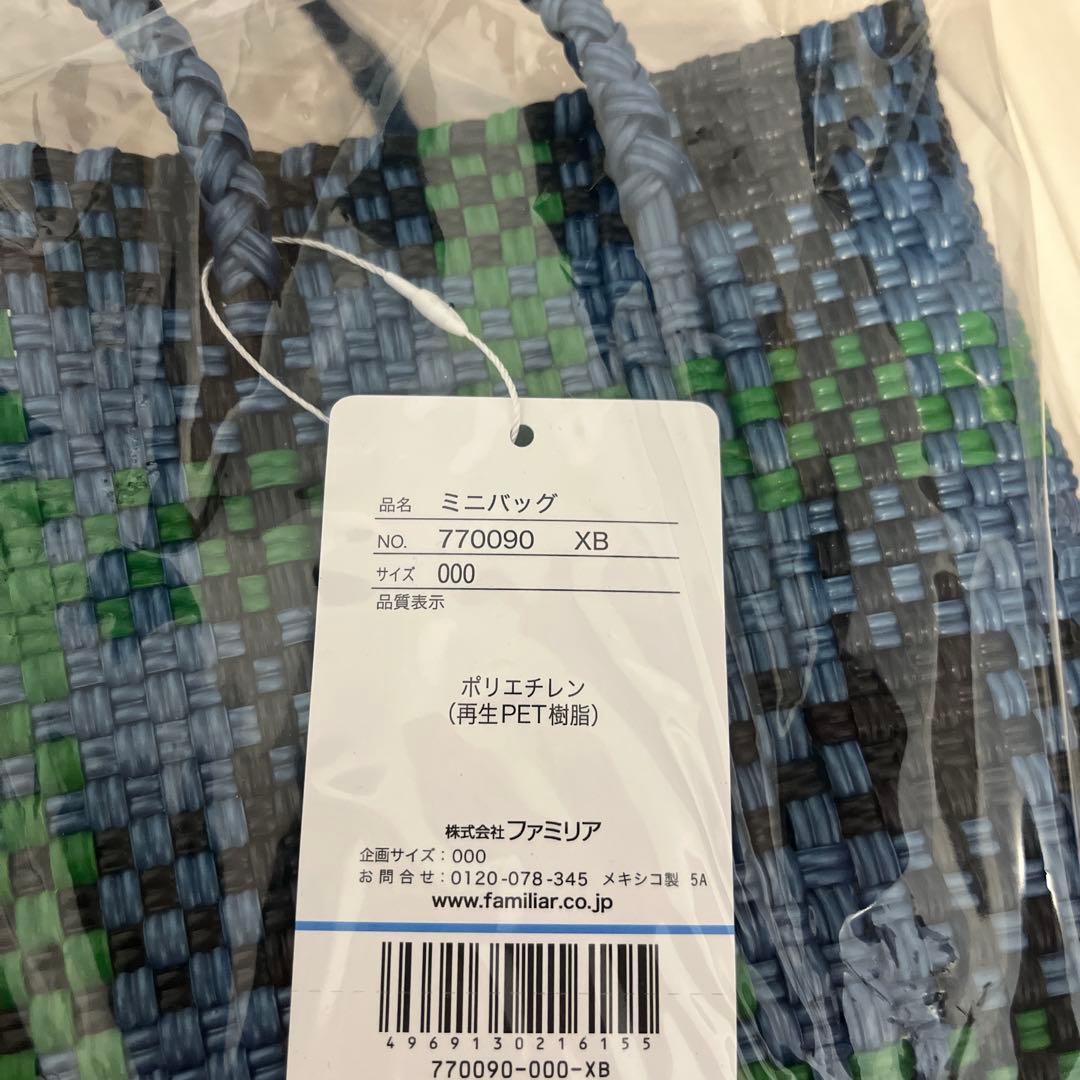 品名 ミニバッグ
NO. 770090 XB
サイズ 000
品質表示
ポリエチレン
(再生PET樹脂)
株式会社ファミリア
企画サイズ：000
お問合せ：0120-078-345 メキシコ製 5A
www.familiar.co.jp
4969130216155
770090-000-XB